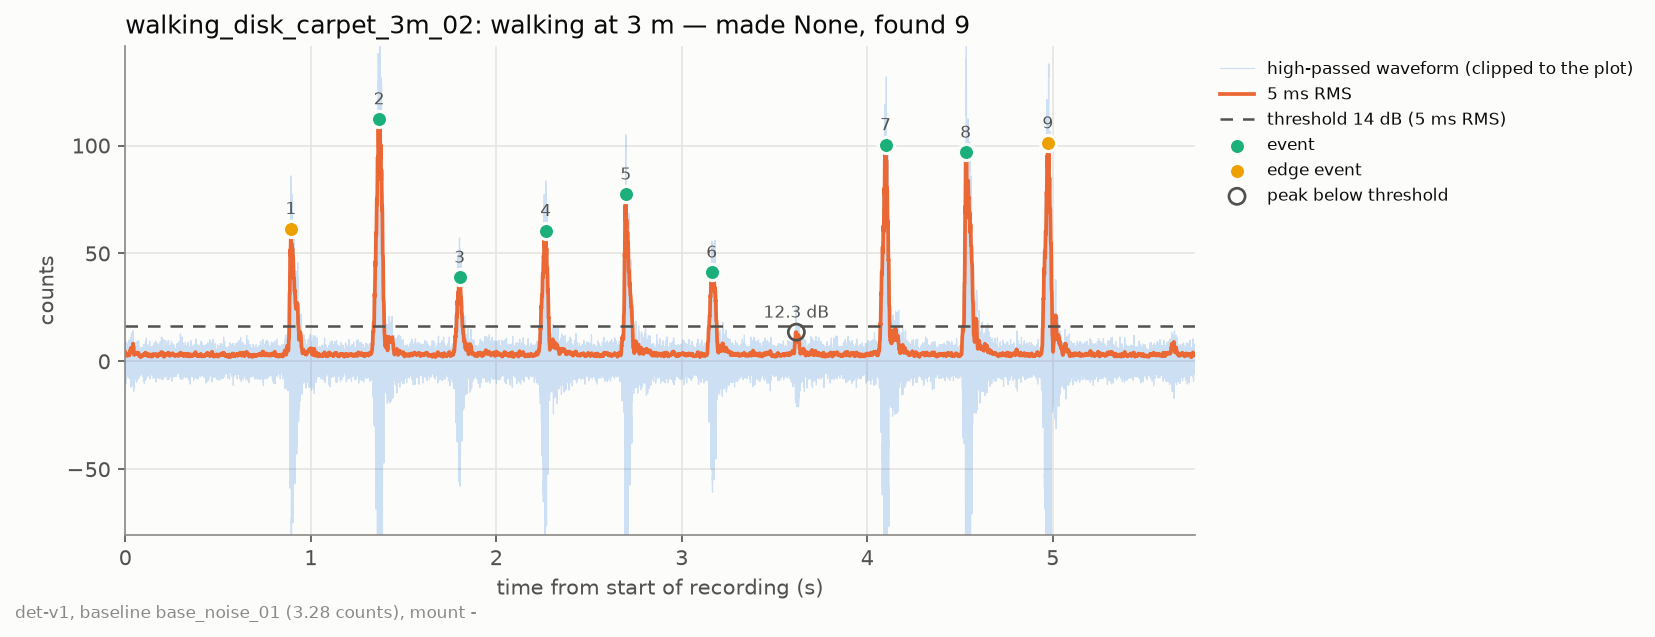 walking_disk_carpet_3m_02: walking at 3 m — made None, found 9
high-passed waveform (clipped to the plot)
5 ms RMS
threshold 14 dB (5 ms RMS)
event
edge event
peak below threshold
counts
100
50
0
−50
1
2
3
4
5
6
12.3 dB
7
8
9
0
1
2
3
4
5
time from start of recording (s)
det-v1, baseline base_noise_01 (3.28 counts), mount -